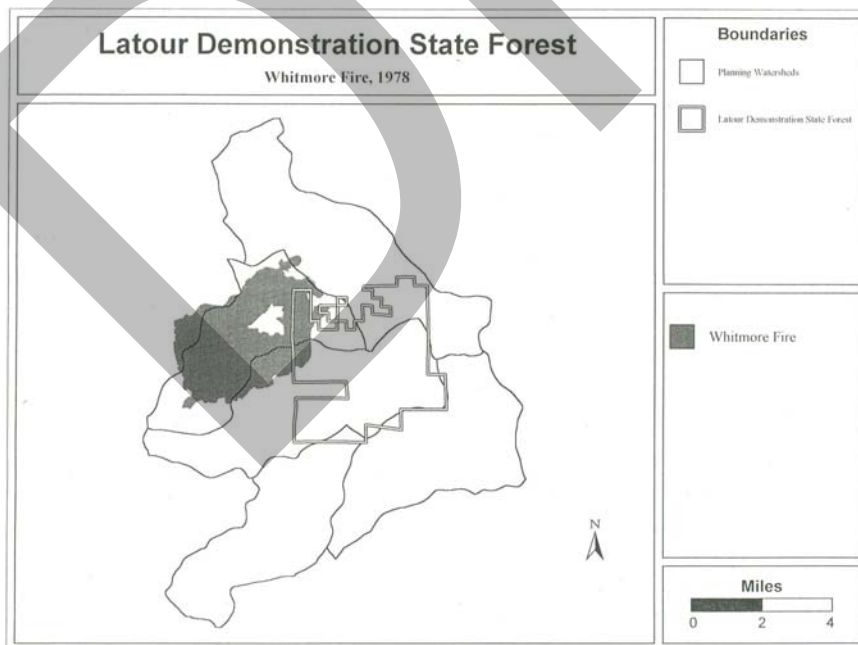 Latour Demonstration State Forest
Whitmore Fire, 1978
Boundaries
Planning Watersheds
Latour Demonstration State Forest
Whitmore Fire
N
Miles
0 2 4